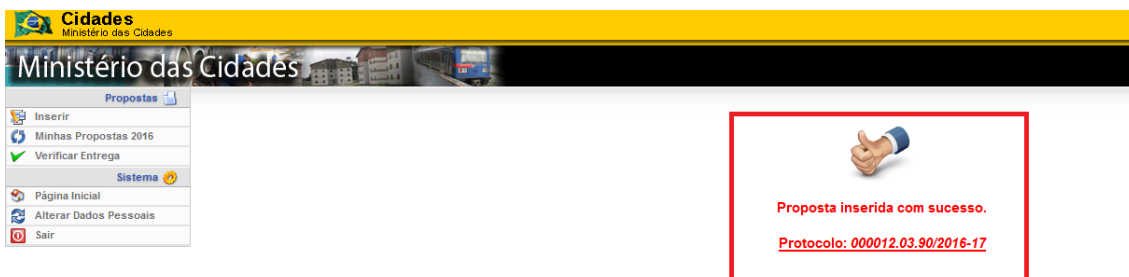 Cidades
Ministério das Cidades
Ministério das Cidades
Propostas
Inserir
Minhas Propostas 2016
Verificar Entrega
Sistema
Página Inicial
Alterar Dados Pessoais
Sair
Proposta inserida com sucesso.
Protocolo: 000012.03.90/2016-17